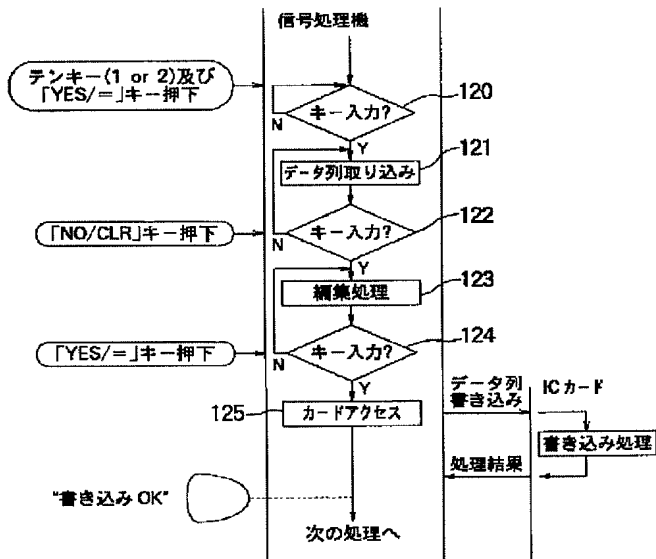 信号処理機
テンキー(1 or 2)及び
「YES/=」キー押下
キー入力?
120
N
Y
121
データ列取り込み
122
「NO/CLR」キー押下
キー入力?
N
Y
123
編集処理
124
「YES/=」キー押下
キー入力?
N
Y
データ列
書き込み
ICカード
125
カードアクセス
書き込み処理
処理結果
"書き込み OK"
次の処理へ